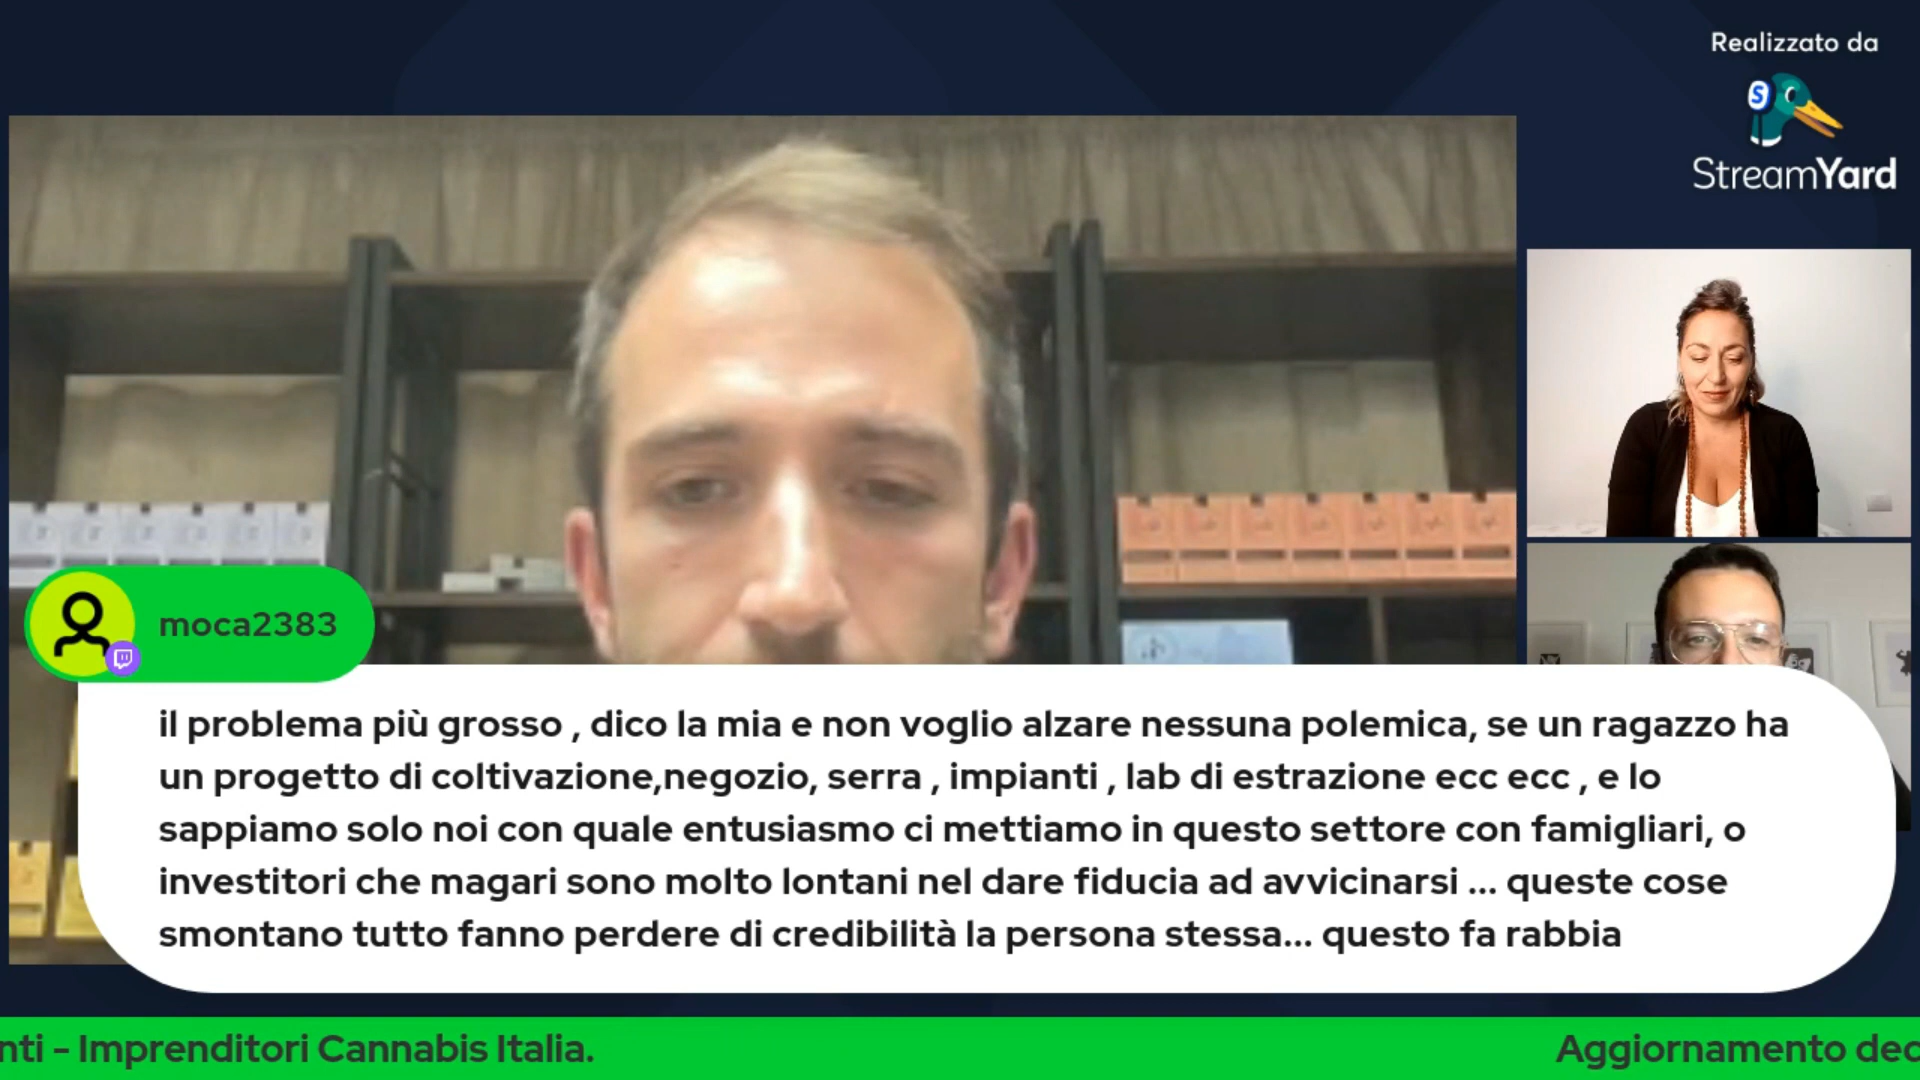 Realizzato da
StreamYard
moca2383
il problema più grosso , dico la mia e non voglio alzare nessuna polemica, se un ragazzo ha
un progetto di coltivazione,negozio, serra , impianti , lab di estrazione ecc ecc , e lo
sappiamo solo noi con quale entusiasmo ci mettiamo in questo settore con famigliari, o
investitori che magari sono molto lontani nel dare fiducia ad avvicinarsi ... queste cose
smontano tutto fanno perdere di credibilità la persona stessa... questo fa rabbia
nti - Imprenditori Cannabis Italia.
Aggiornamento dec